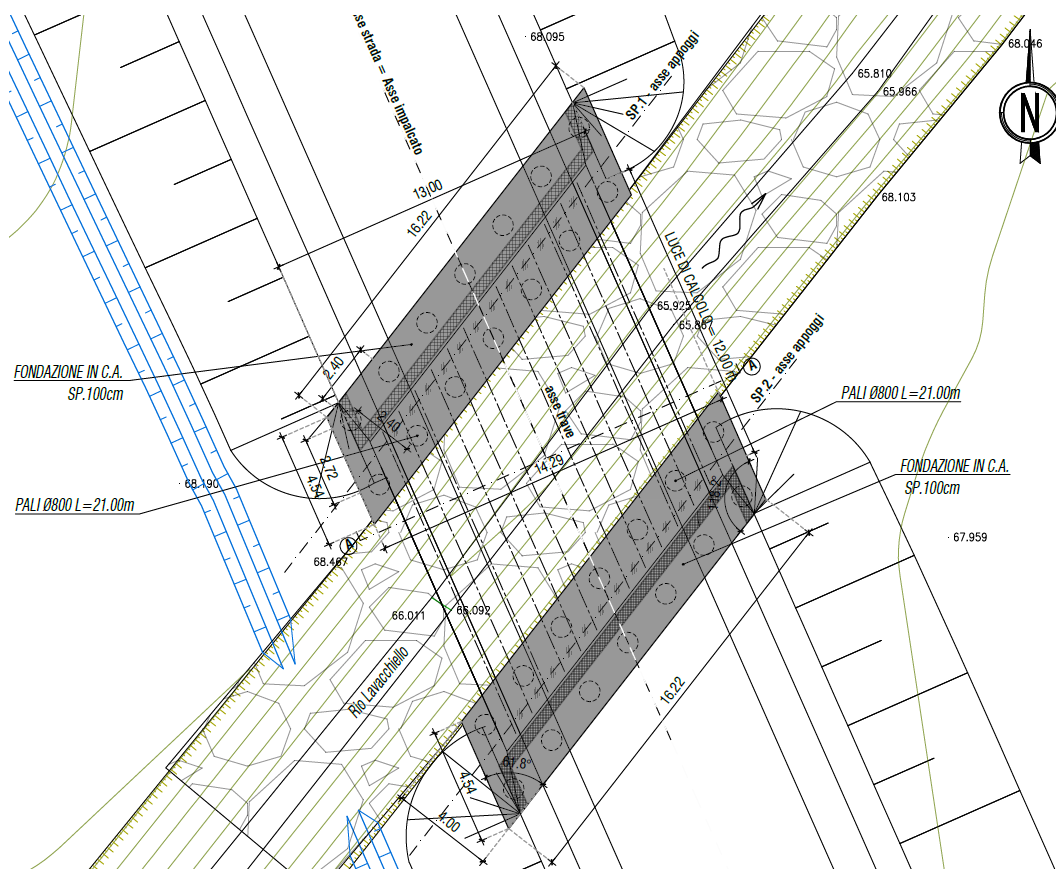 asse strada = Asse impalcato
68.095
SP.1 - asse appoggi
68.046
65.810
65.966
N
68.103
13,00
16.22
LUCE DI CALCOLO = 12.00 m
65.925
65.867
A
SP.2 - asse appoggi
FONDAZIONE IN C.A.
SP.100cm
2.40
2.40
asse trave
PALI Ø800 L=21.00m
FONDAZIONE IN C.A.
SP.100cm
2.72
4.54
14.29
68.190
PALI Ø800 L=21.00m
67.959
A
68.467
66.011
66.092
Rio Lavacchiello
16.22
61.8°
4.54
4.00